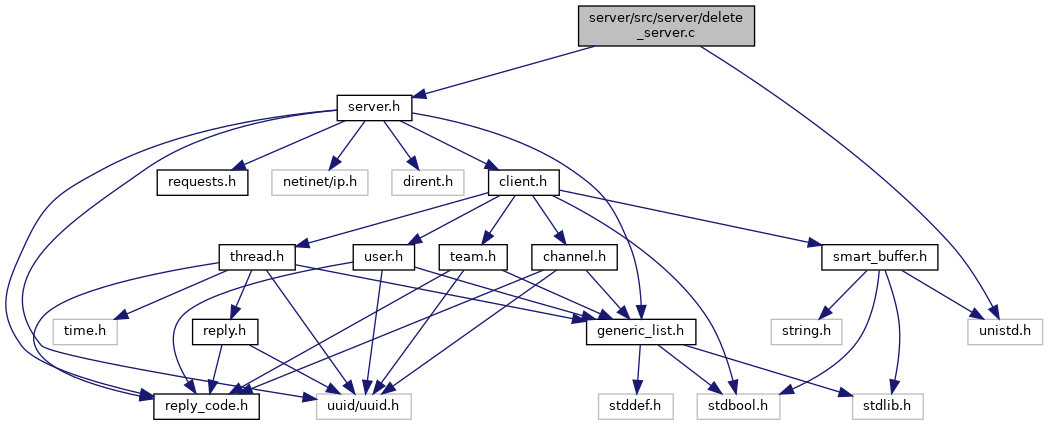 server/src/server/delete
_server.c
server.h
requests.h
netinet/ip.h
dirent.h
client.h
thread.h
user.h
team.h
channel.h
smart_buffer.h
time.h
reply.h
generic_list.h
string.h
unistd.h
reply_code.h
uuid/uuid.h
stddef.h
stdbool.h
stdlib.h